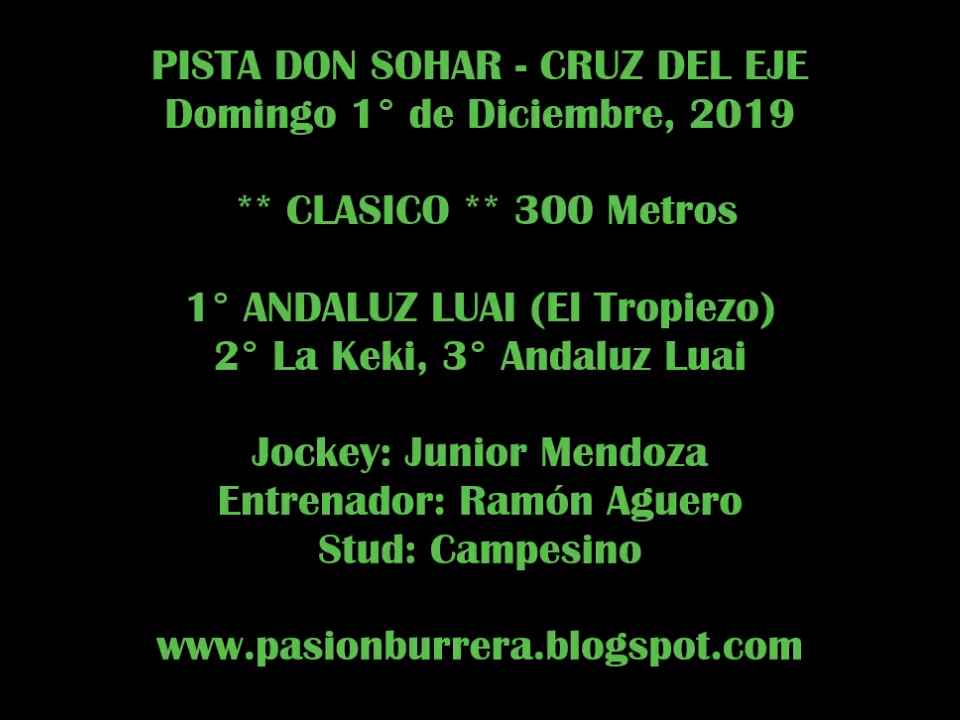 PISTA DON SOHAR - CRUZ DEL EJE
Domingo 1° de Diciembre, 2019
** CLASICO ** 300 Metros
1° ANDALUZ LUAI (El Tropiezo)
2° La Keki, 3° Andaluz Luai
Jockey: Junior Mendoza
Entrenador: Ramón Aguero
Stud: Campesino
www.pasionburrera.blogspot.com